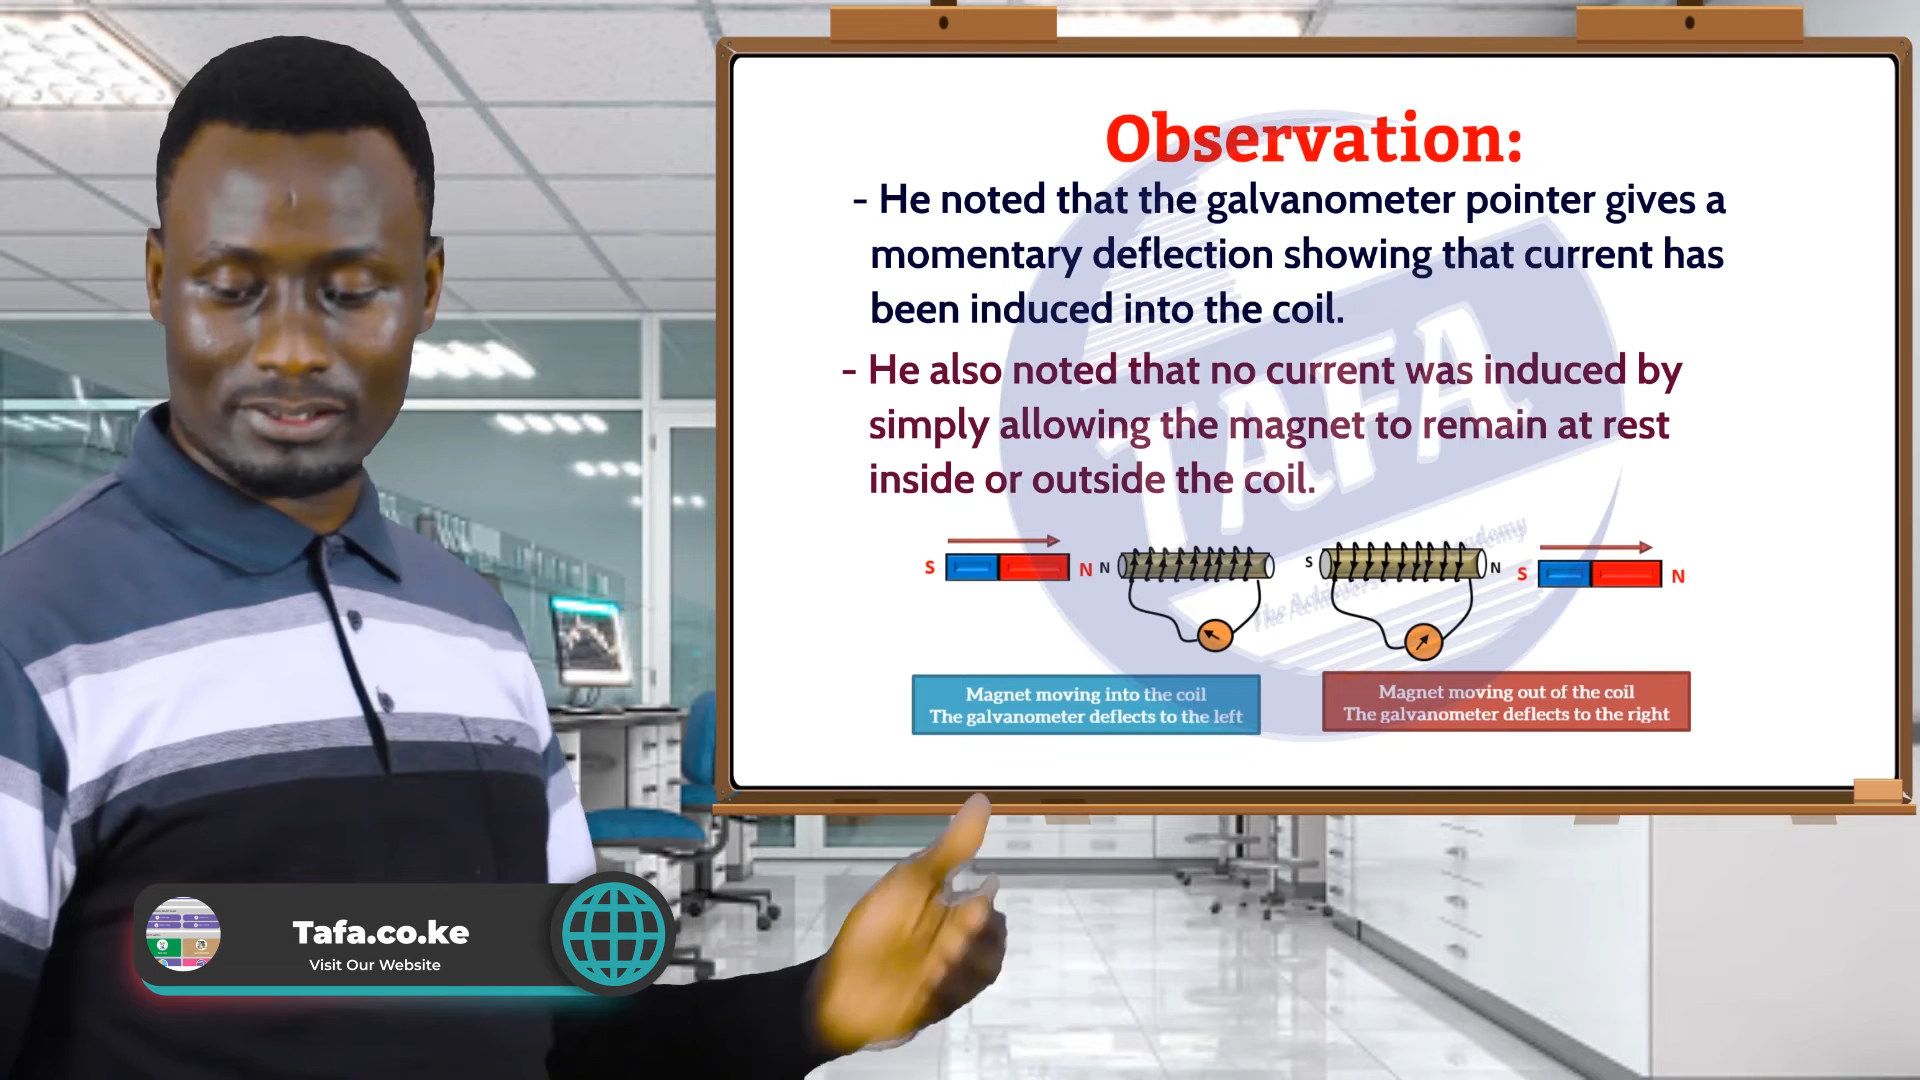 Observation:
- He noted that the galvanometer pointer gives a
momentary deflection showing that current has
been induced into the coil.
- He also noted that no current was induced by
simply allowing the magnet to remain at rest
inside or outside the coil.
S N N S N S N
Magnet moving into the coil
The galvanometer deflects to the left
Magnet moving out of the coil
The galvanometer deflects to the right
TAFA
Tafa.co.ke
Visit Our Website